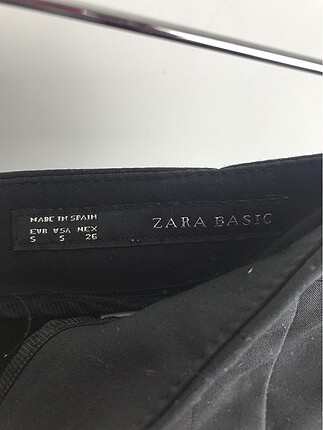 MADE IN SPAIN
EUR USA MEX
S S 26
ZARA BASIC